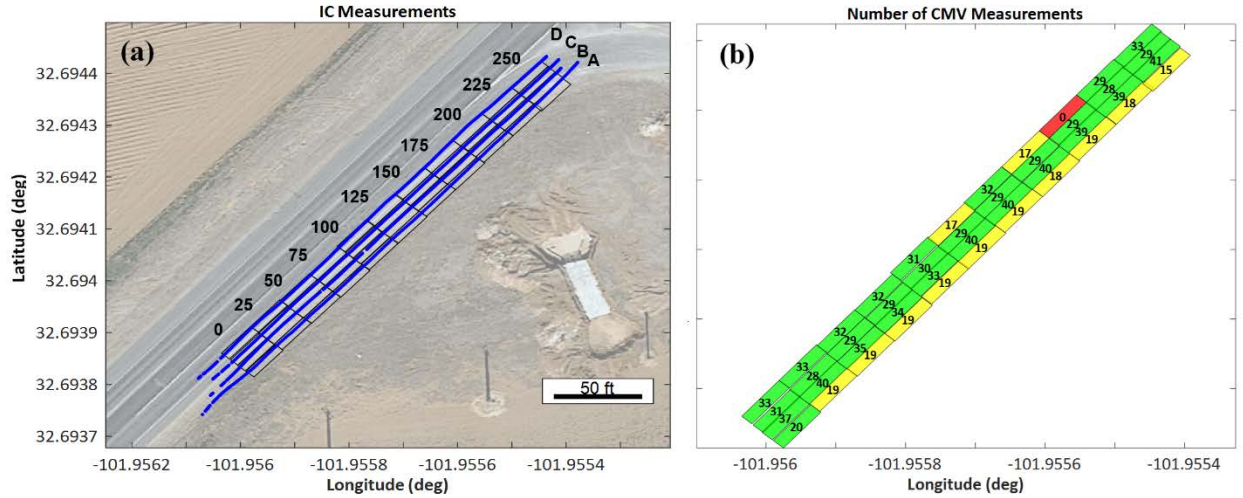 IC Measurements
(a)
D C B A
250
225
200
175
150
125
100
75
50
25
0
50 ft
32.6944
32.6943
32.6942
32.6941
32.694
32.6939
32.6938
32.6937
Latitude (deg)
-101.9562
-101.956
-101.9558
-101.9556
-101.9554
Longitude (deg)
Number of CMV Measurements
(b)
33 29 41 15
29 28 39 18
0 29 39 19
17 29 40 18
32 29 40 19
17 29 40 19
31 30 33 19
32 29 34 19
32 29 35 19
33 28 40 19
33 31 37 20
-101.956
-101.9558
-101.9556
-101.9554
Longitude (deg)